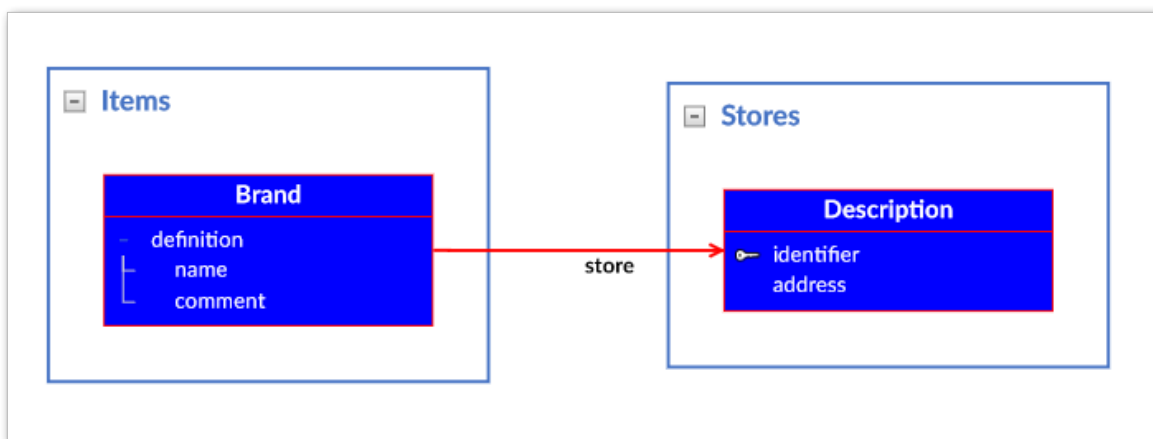 Items
Brand
definition
name
comment
store
Stores
Description
identifier
address